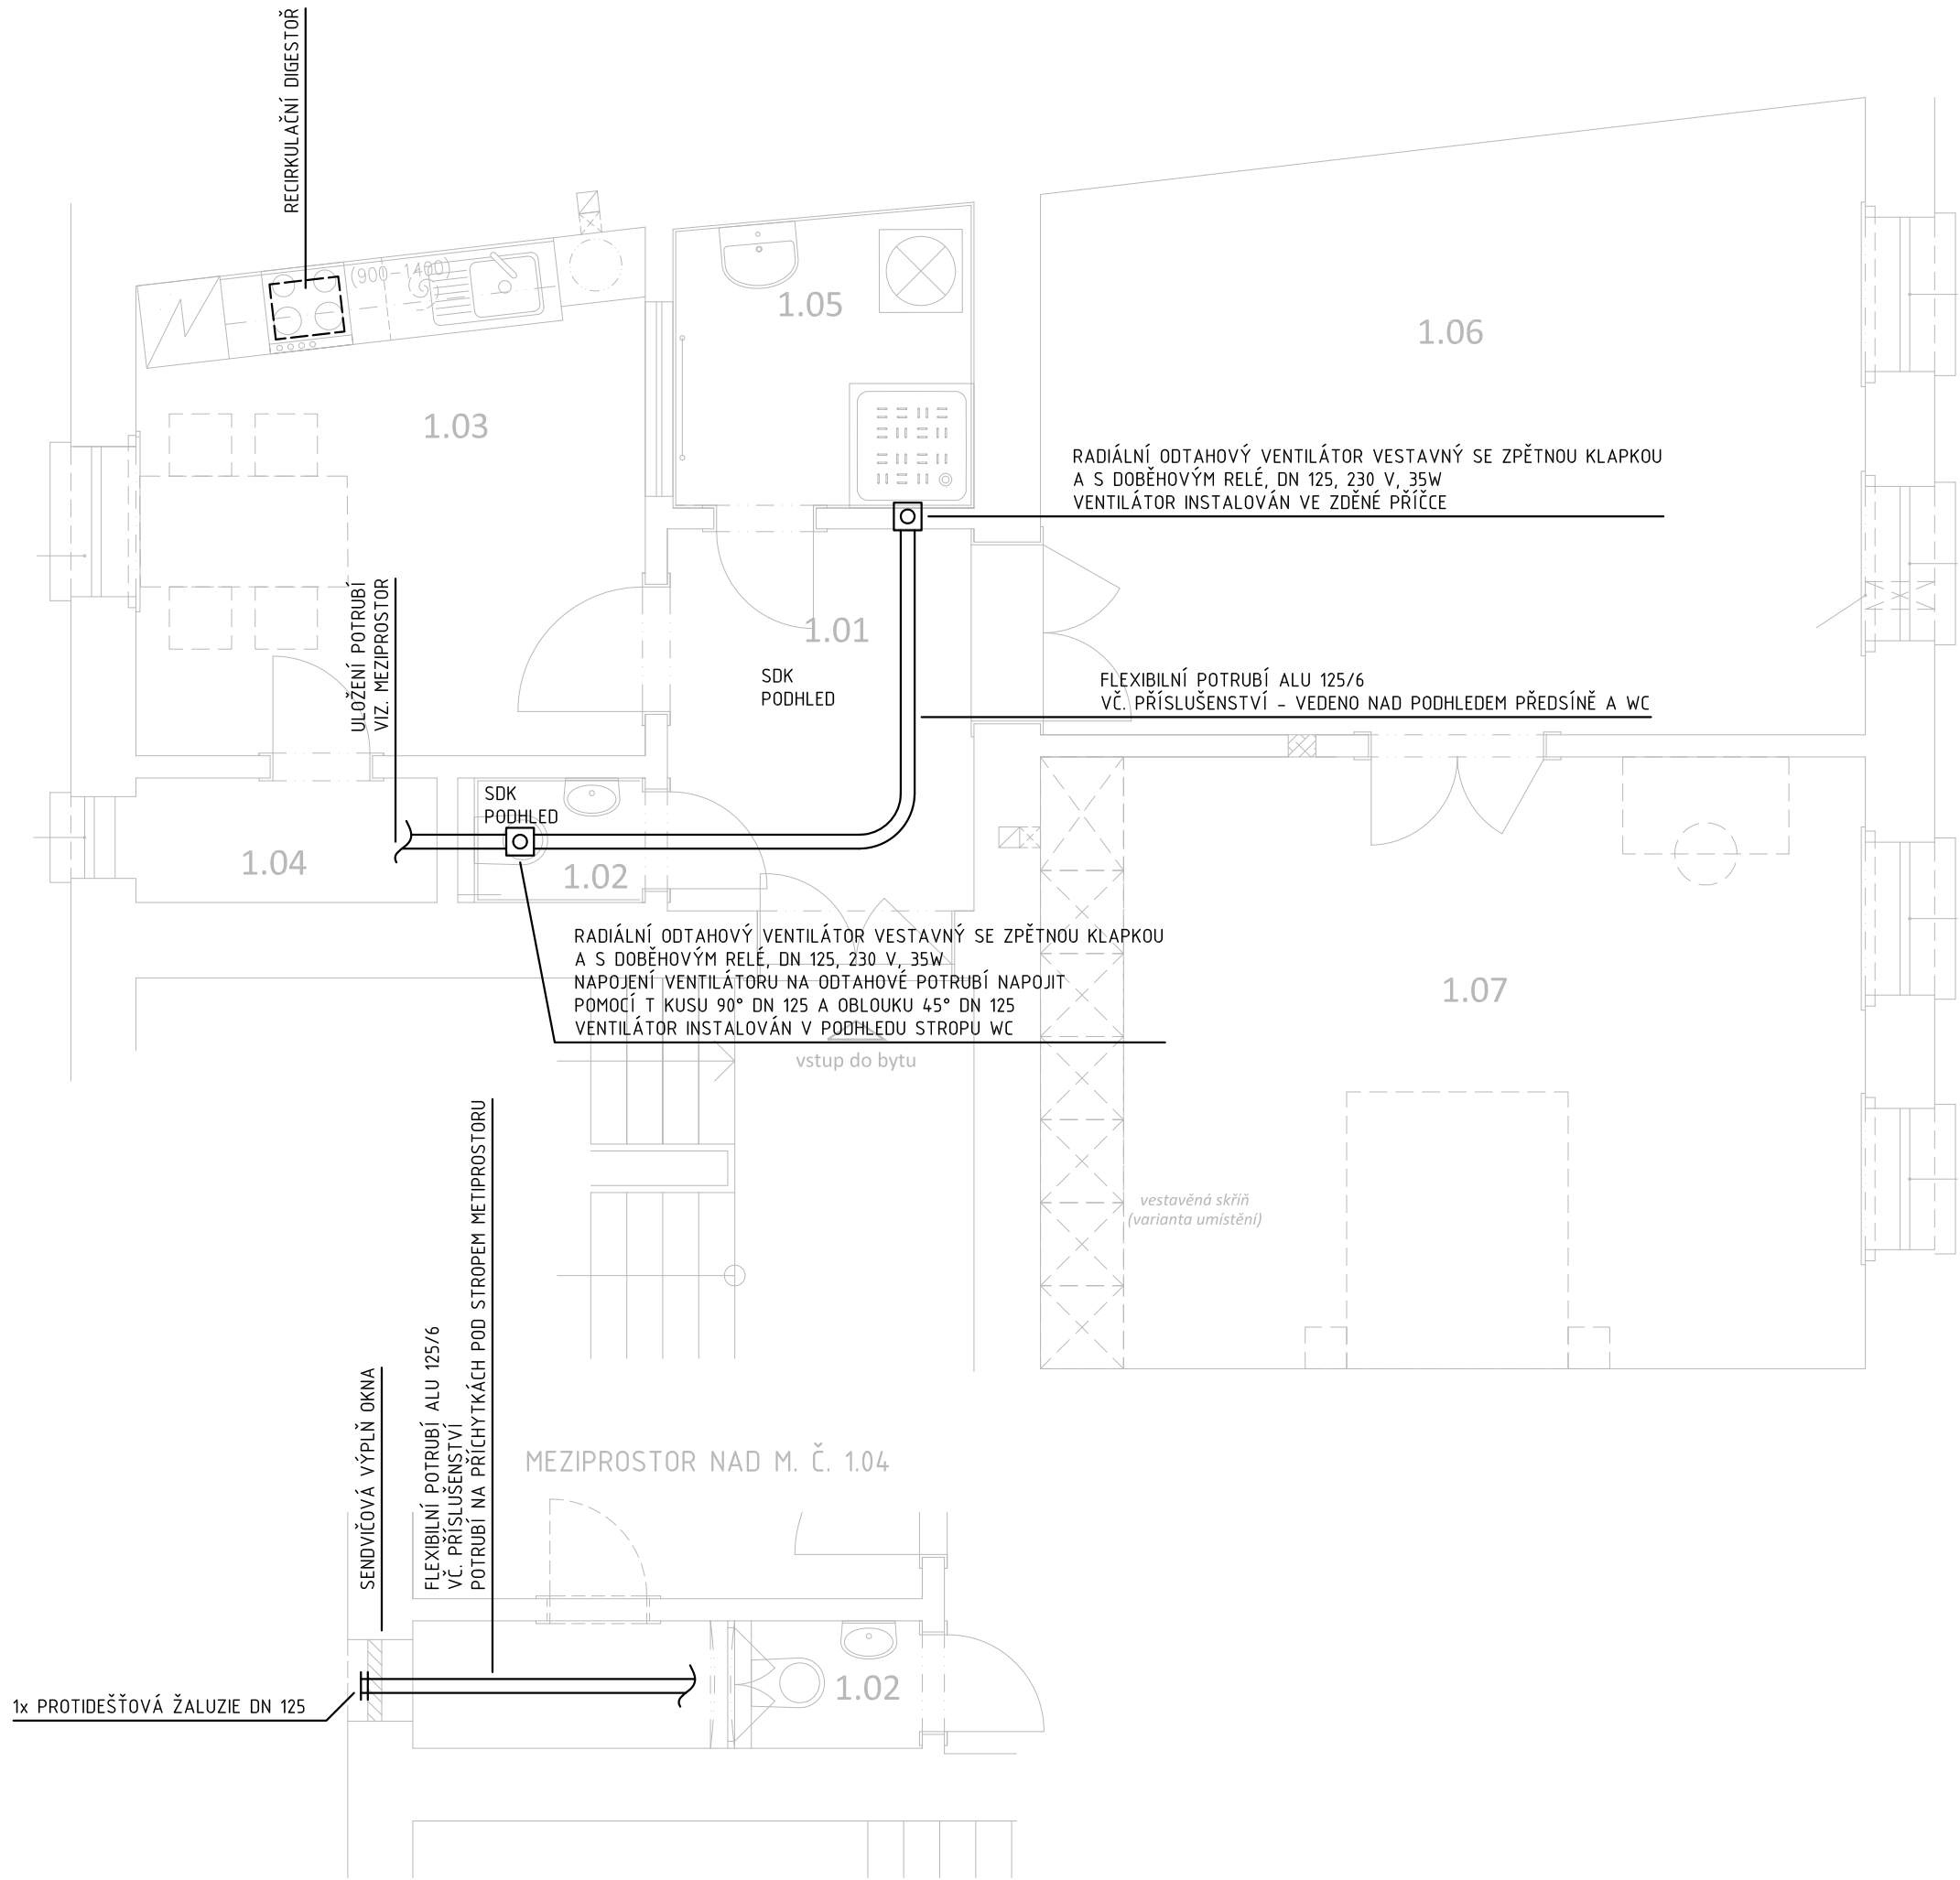 RECIRKULAČNÍ DIGESTOŘ
(900-1400)
1.05
1.06
1.03
RADIÁLNÍ ODTAHOVÝ VENTILÁTOR VESTAVNÝ SE ZPĚTNOU KLAPKOU
A S DOBĚHOVÝM RELÉ, DN 125, 230 V, 35W
VENTILÁTOR INSTALOVÁN VE ZDĚNÉ PŘÍČCE
ULOŽENÍ POTRUBÍ
VIZ. MEZIPROSTOR
1.01
SDK
PODHLED
FLEXIBILNÍ POTRUBÍ ALU 125/6
VČ. PŘÍSLUŠENSTVÍ - VEDENO NAD PODHLEDEM PŘEDSÍNĚ A WC
SDK
PODHLED
1.04
1.02
RADIÁLNÍ ODTAHOVÝ VENTILÁTOR VESTAVNÝ SE ZPĚTNOU KLAPKOU
A S DOBĚHOVÝM RELÉ, DN 125, 230 V, 35W
NAPOJENÍ VENTILÁTORU NA ODTAHOVÉ POTRUBÍ NAPOJIT
POMOCÍ T KUSU 90° DN 125 A OBLOUKU 45° DN 125
VENTILÁTOR INSTALOVÁN V PODHLEDU STROPU WC
1.07
vstup do bytu
vestavěná skříň
(varianta umístění)
SENDVIČOVÁ VÝPLŇ OKNA
FLEXIBILNÍ POTRUBÍ ALU 125/6
VČ. PŘÍSLUŠENSTVÍ
POTRUBÍ NA PŘÍCHYTKÁCH POD STROPEM METIPROSTORU
MEZIPROSTOR NAD M. Č. 1.04
1.02
1x PROTIDEŠŤOVÁ ŽALUZIE DN 125